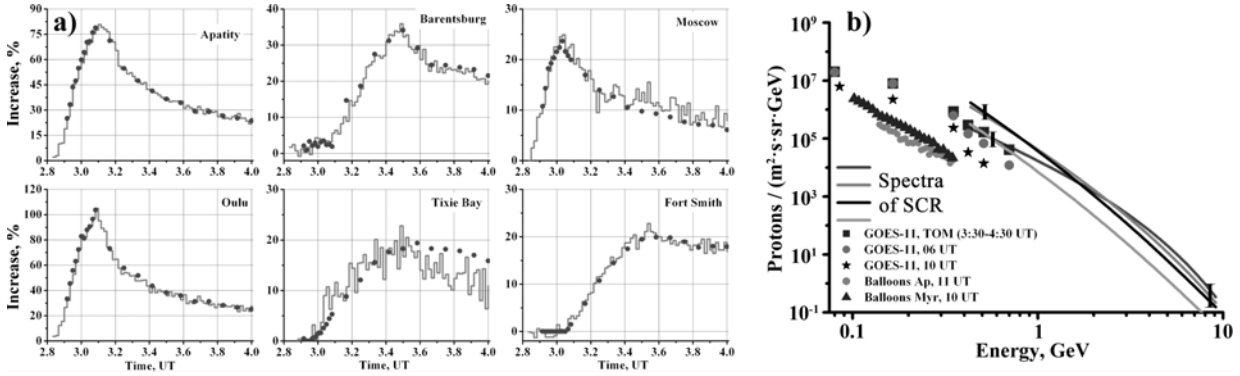 a)
Increase, %
90
75
60
45
30
15
0
Apatity
2.8 3.0 3.2 3.4 3.6 3.8 4.0
40
30
20
10
0
Barentsburg
2.8 3.0 3.2 3.4 3.6 3.8 4.0
30
20
10
0
Moscow
2.8 3.0 3.2 3.4 3.6 3.8 4.0
Increase, %
120
100
80
60
40
20
0
Oulu
2.8 3.0 3.2 3.4 3.6 3.8 4.0
Time, UT
30
20
10
0
Tixie Bay
2.8 3.0 3.2 3.4 3.6 3.8 4.0
Time, UT
30
20
10
0
Fort Smith
2.8 3.0 3.2 3.4 3.6 3.8 4.0
Time, UT
b)
Protons / (m²·s·sr·GeV)
10⁹
10⁷
10⁵
10³
10¹
10⁻¹
Spectra
of SCR
GOES-11, TOM (3:30-4:30 UT)
GOES-11, 06 UT
GOES-11, 10 UT
Balloons Ap, 11 UT
Balloons Myr, 10 UT
0.1 1 10
Energy, GeV